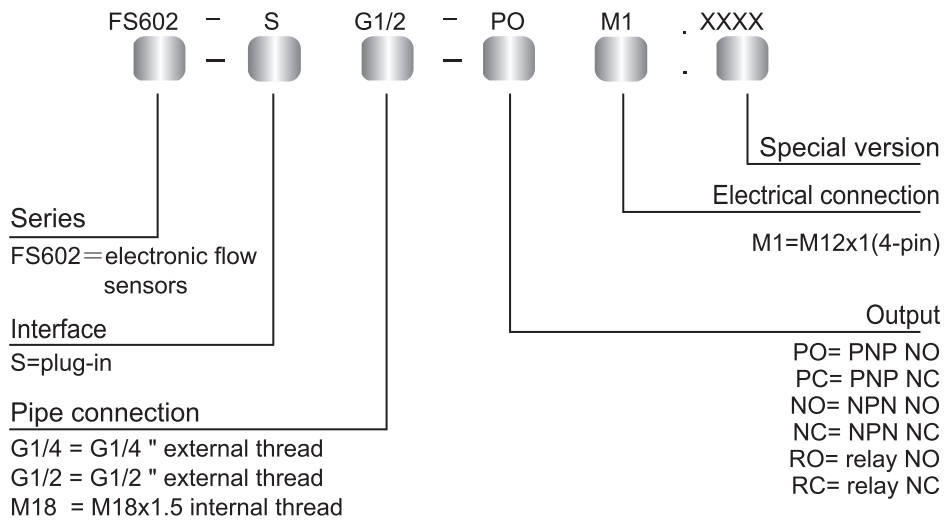 FS602 – S G1/2 – PO M1 . XXXX
– – .
Special version
Electrical connection
M1=M12x1(4-pin)
Series
FS602=electronic flow
sensors
Interface
S=plug-in
Pipe connection
G1/4 = G1/4 " external thread
G1/2 = G1/2 " external thread
M18 = M18x1.5 internal thread
Output
PO= PNP NO
PC= PNP NC
NO= NPN NO
NC= NPN NC
RO= relay NO
RC= relay NC